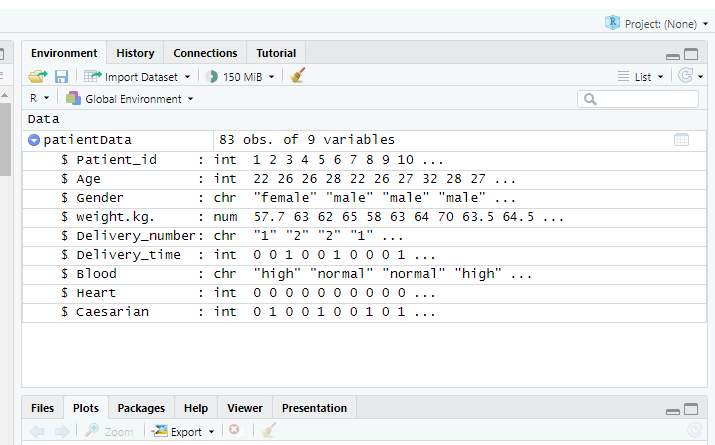 Project: (None)
Environment History Connections Tutorial
Import Dataset 150 MiB List
R Global Environment
Data
patientData 83 obs. of 9 variables
$ Patient_id : int 1 2 3 4 5 6 7 8 9 10 ...
$ Age : int 22 26 26 28 22 26 27 32 28 27 ...
$ Gender : chr "female" "male" "male" "male" ...
$ weight.kg. : num 57.7 63 62 65 58 63 64 70 63.5 64.5 ...
$ Delivery_number: chr "1" "2" "2" "1" ...
$ Delivery_time : int 0 0 1 0 0 1 0 0 0 1 ...
$ Blood : chr "high" "normal" "normal" "high" ...
$ Heart : int 0 0 0 0 0 0 0 0 0 0 ...
$ Caesarian : int 0 1 0 0 1 0 0 1 0 1 ...
Files Plots Packages Help Viewer Presentation
Zoom Export